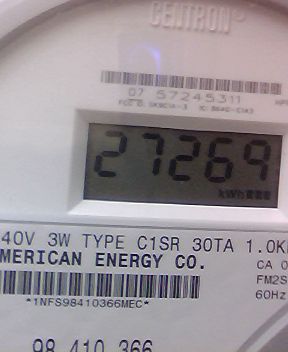 CENTRON®
07 57245311
27269
kWh
40V 3W TYPE C1SR 30TA 1.0K
MERICAN ENERGY CO.
CA 0
FM2S
60Hz
*1NFS98410366MEC*
98 410 366